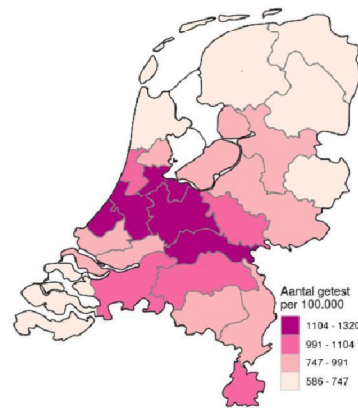 Aantal getest
per 100.000
1104 - 1320
991 - 1104
747 - 991
586 - 747